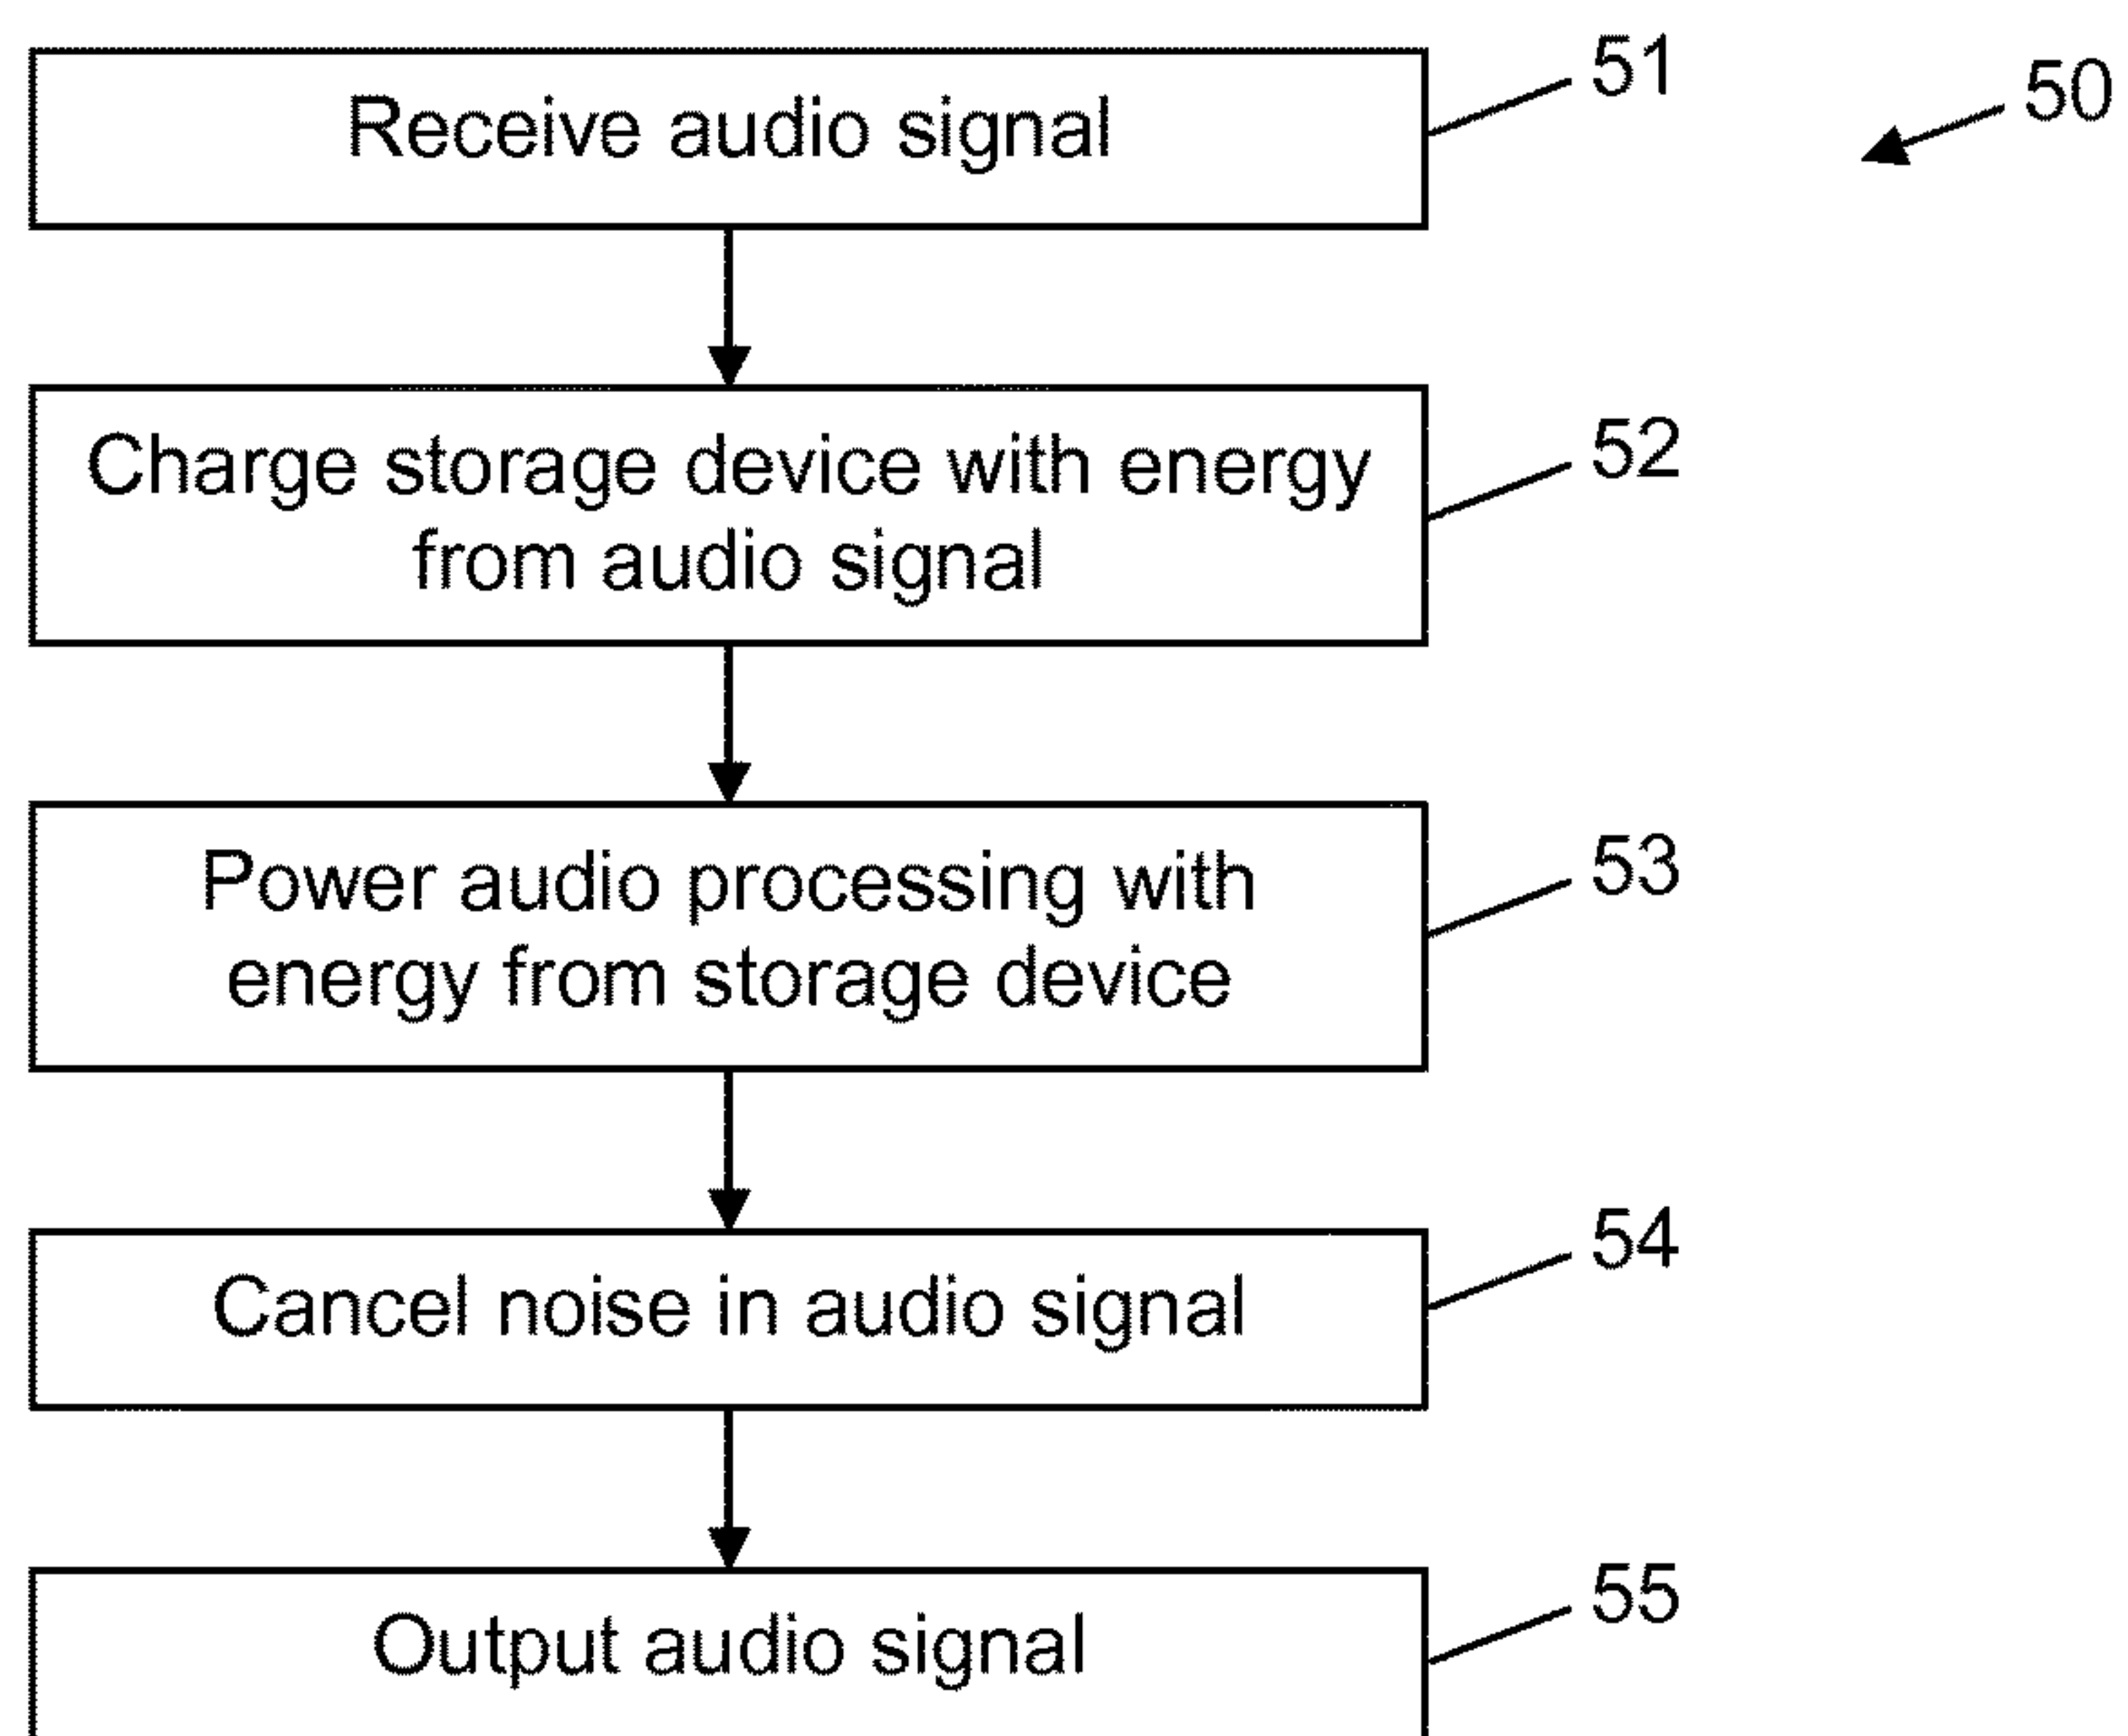 Receive audio signal
51
50
Charge storage device with energy
from audio signal
52
Power audio processing with
energy from storage device
53
Cancel noise in audio signal
54
Output audio signal
55